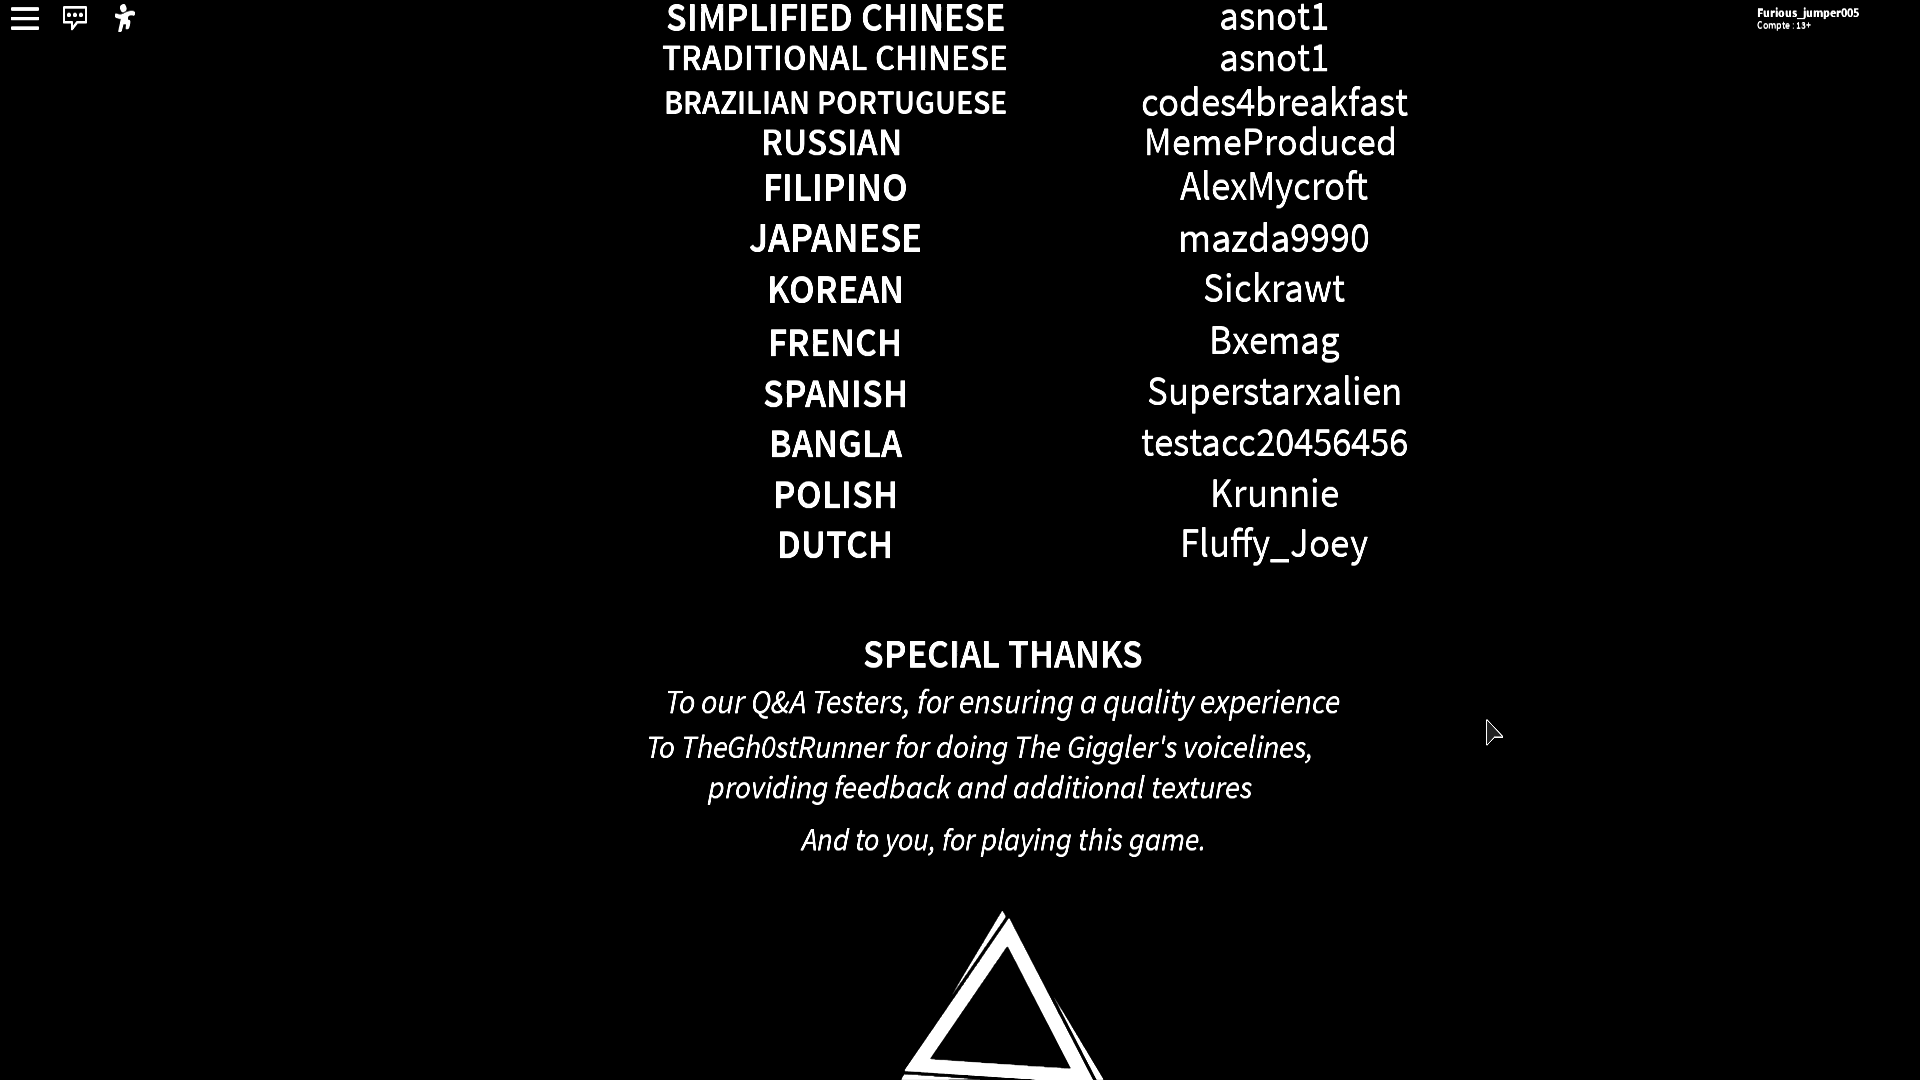 Furious_jumper005
Compte : 13+
SIMPLIFIED CHINESE asnot1
TRADITIONAL CHINESE asnot1
BRAZILIAN PORTUGUESE codes4breakfast
RUSSIAN MemeProduced
FILIPINO AlexMycroft
JAPANESE mazda9990
KOREAN Sickrawt
FRENCH Bxemag
SPANISH Superstarxalien
BANGLA testacc20456456
POLISH Krunnie
DUTCH Fluffy_Joey
SPECIAL THANKS
To our Q&A Testers, for ensuring a quality experience
To TheGh0stRunner for doing The Giggler's voicelines,
providing feedback and additional textures
And to you, for playing this game.